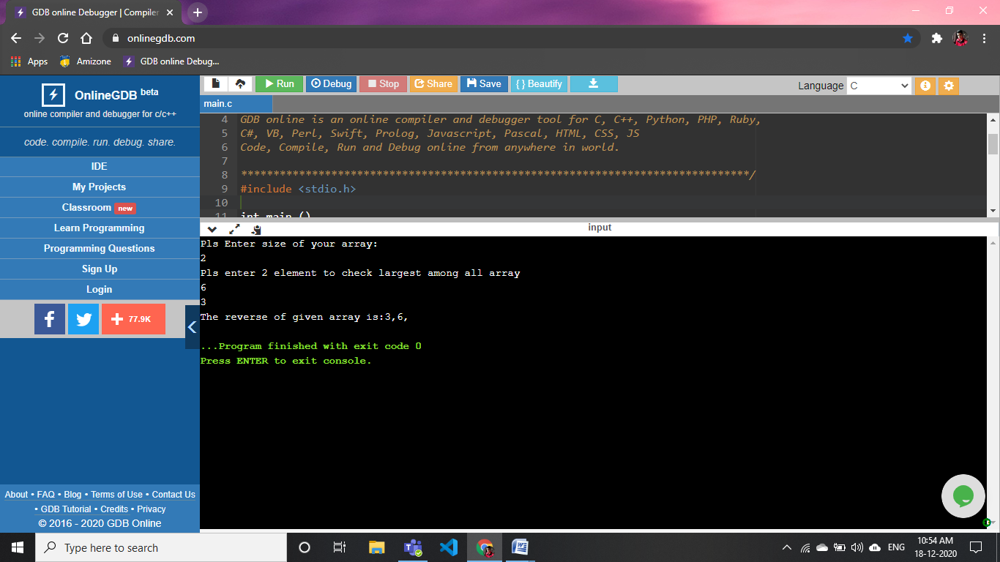 GDB online Debugger | Compiler
onlinegdb.com
Apps Amizone GDB online Debug...
OnlineGDB beta
online compiler and debugger for c/c++
code. compile. run. debug. share.
IDE
My Projects
Classroom new
Learn Programming
Programming Questions
Sign Up
Login
77.9K
About • FAQ • Blog • Terms of Use • Contact Us
• GDB Tutorial • Credits • Privacy
© 2016 - 2020 GDB Online
Run Debug Stop Share Save { } Beautify
Language C
main.c
4 GDB online is an online compiler and debugger tool for C, C++, Python, PHP, Ruby,
5 C#, VB, Perl, Swift, Prolog, Javascript, Pascal, HTML, CSS, JS
6 Code, Compile, Run and Debug online from anywhere in world.
7
8 *******************************************************************************/
9 #include <stdio.h>
10
11 int main ()
input
Pls Enter size of your array:
2
Pls enter 2 element to check largest among all array
6
3
The reverse of given array is:3,6,
...Program finished with exit code 0
Press ENTER to exit console.
Type here to search
ENG
10:54 AM
18-12-2020